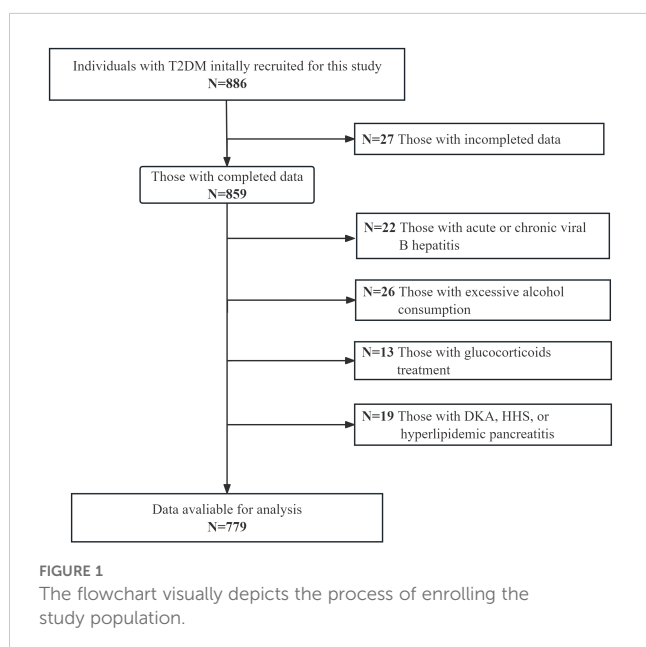 Individuals with T2DM initally recruited for this study
N=886
N=27 Those with incompleted data
Those with completed data
N=859
N=22 Those with acute or chronic viral
B hepatitis
N=26 Those with excessive alcohol
consumption
N=13 Those with glucocorticoids
treatment
N=19 Those with DKA, HHS, or
hyperlipidemic pancreatitis
Data avaliable for analysis
N=779
FIGURE 1
The flowchart visually depicts the process of enrolling the
study population.